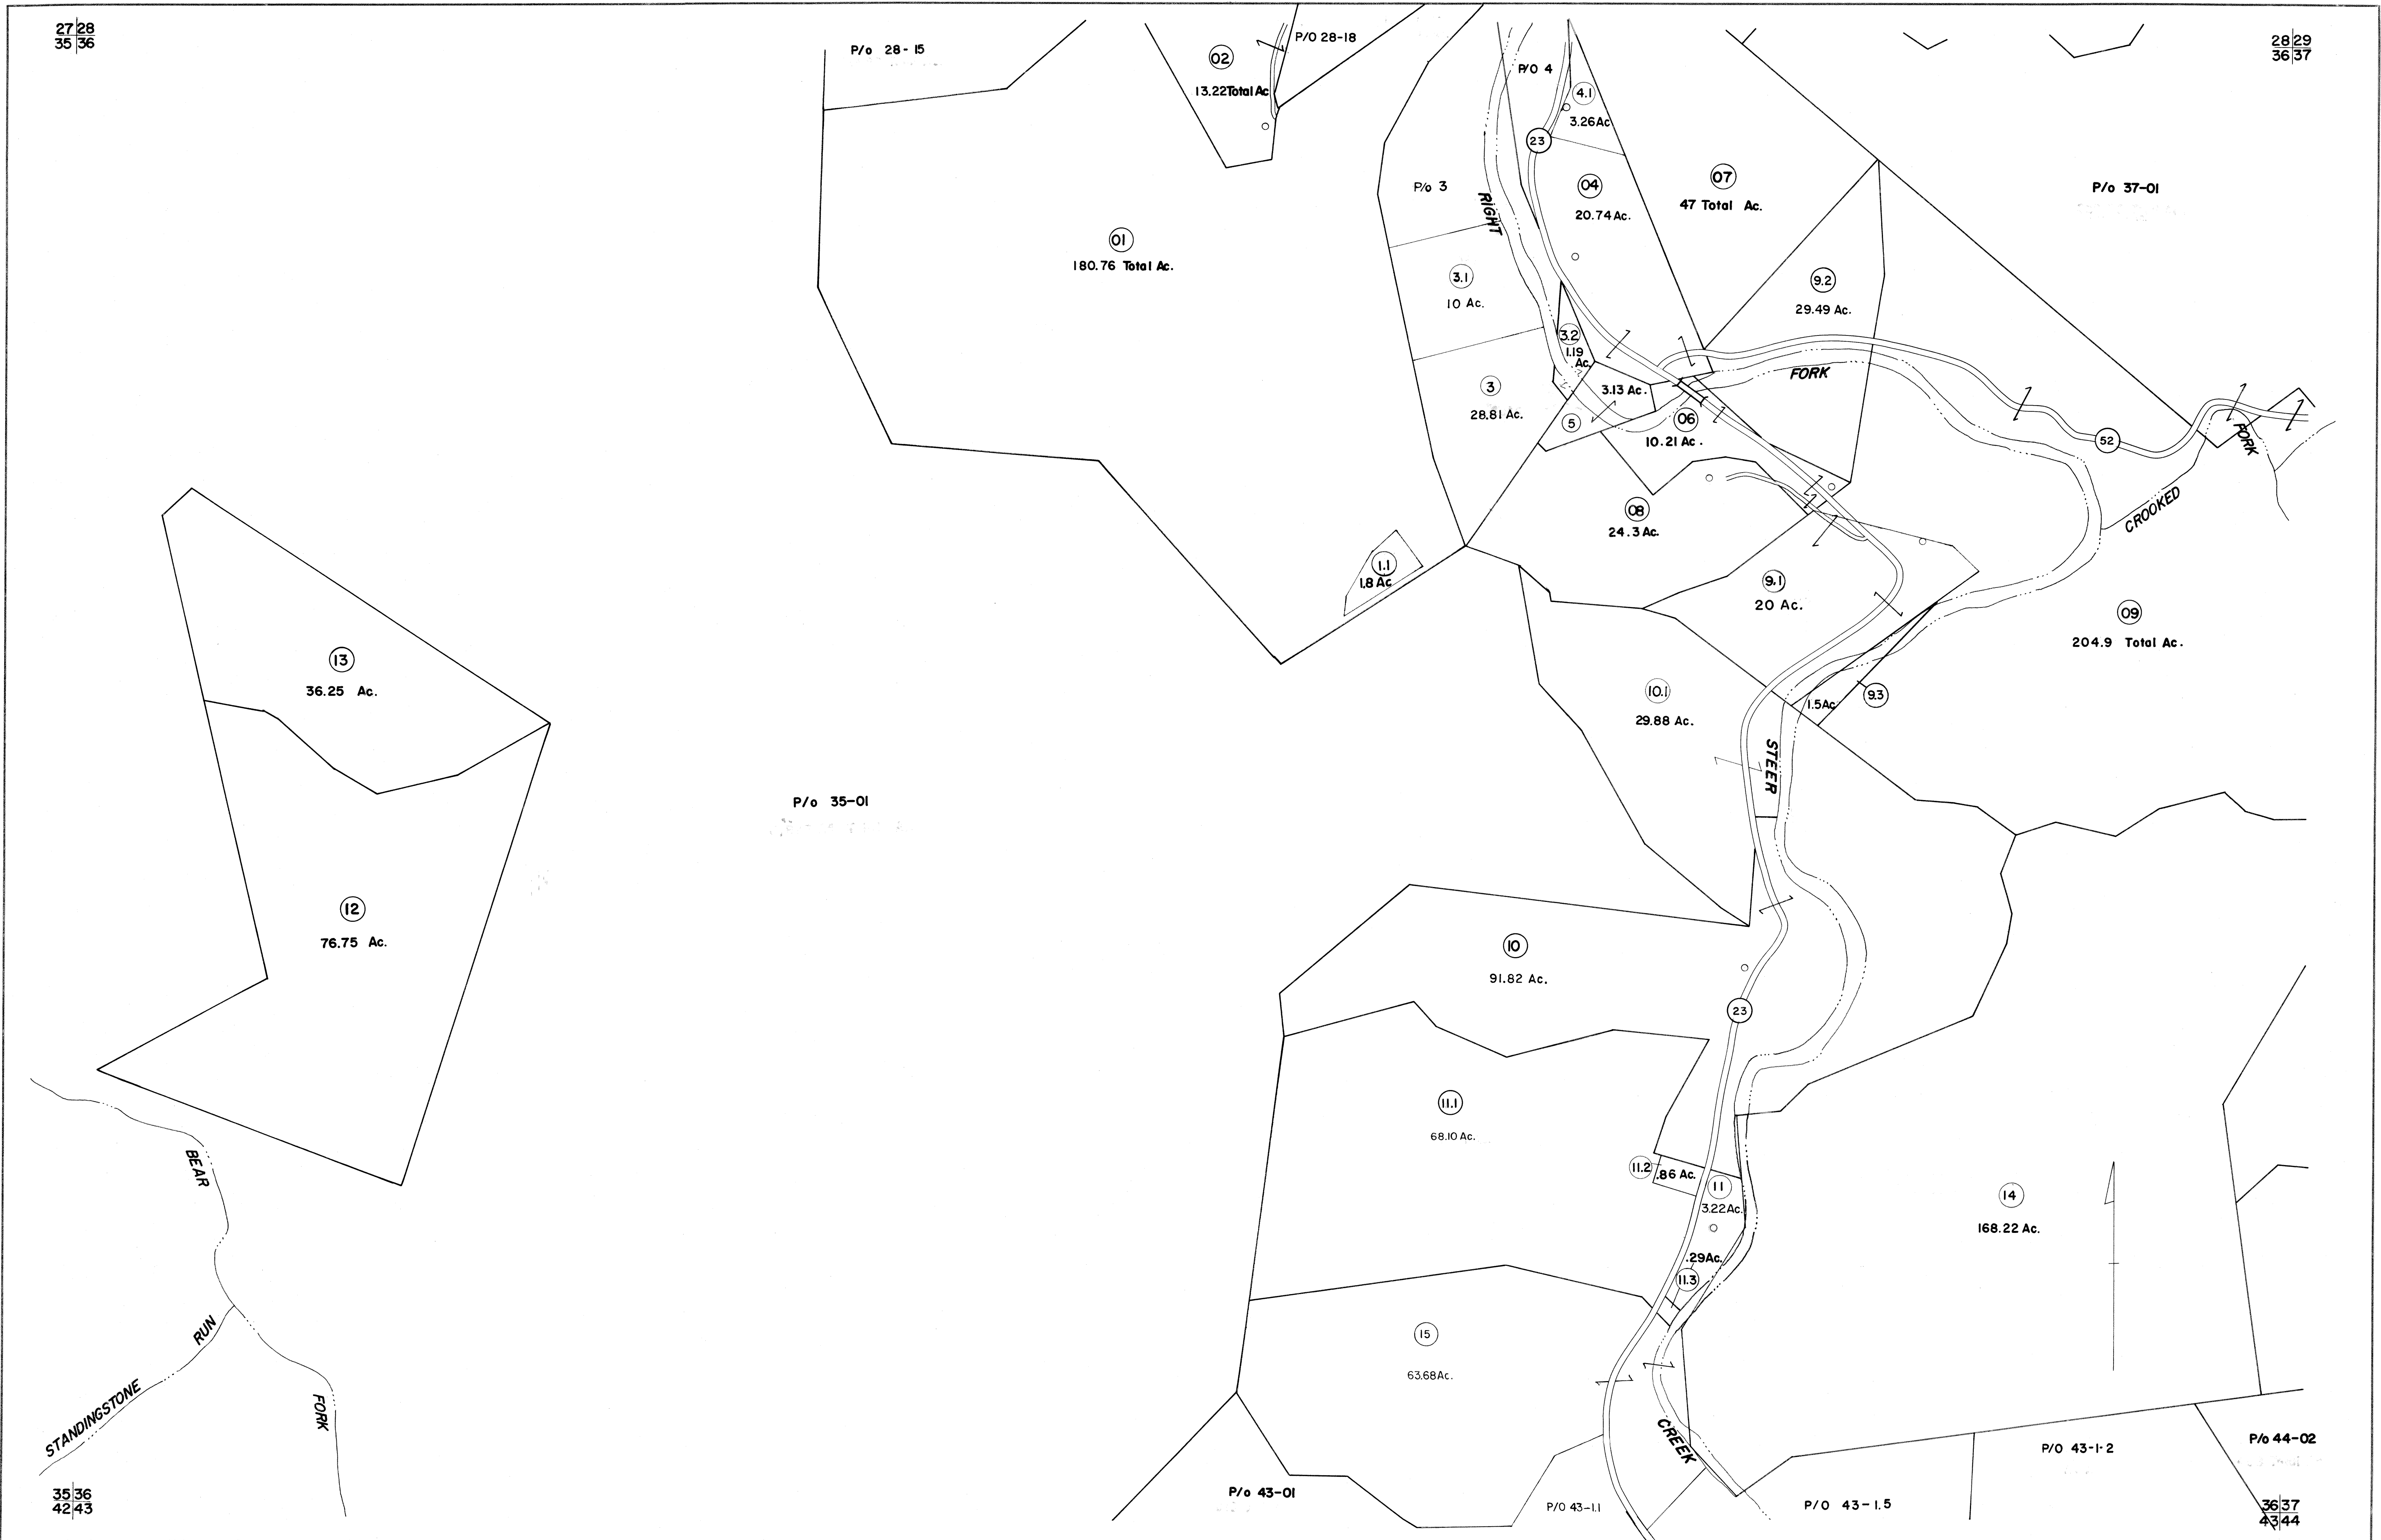 27 28
35 36
P/o 28-15
02
13.22 Total Ac
P/O 28-18
P/O 4
4.1
3.26 Ac
23
28 29
36 37
P/o 3
RIGHT
04
20.74 Ac.
07
47 Total Ac.
P/o 37-01
01
180.76 Total Ac.
3.1
10 Ac.
9.2
29.49 Ac.
3.2
1.19
Ac.
3
28.81 Ac.
3.13 Ac.
5
06
10.21 Ac.
FORK
52
FORK
CROOKED
08
24.3 Ac.
1.1
1.8 Ac
9.1
20 Ac.
09
204.9 Total Ac.
13
36.25 Ac.
10.1
29.88 Ac.
1.5 Ac
9.3
STEER
P/o 35-01
12
76.75 Ac.
10
91.82 Ac.
23
11.1
68.10 Ac.
11.2
.86 Ac.
11
3.22 Ac.
.29 Ac.
11.3
14
168.22 Ac.
BEAR
RUN
STANDINGSTONE
FORK
15
63.68 Ac.
CREEK
P/o 43-01
P/O 43-1.1
P/O 43-1.5
P/O 43-1-2
P/o 44-02
35 36
42 43
36 37
43 44